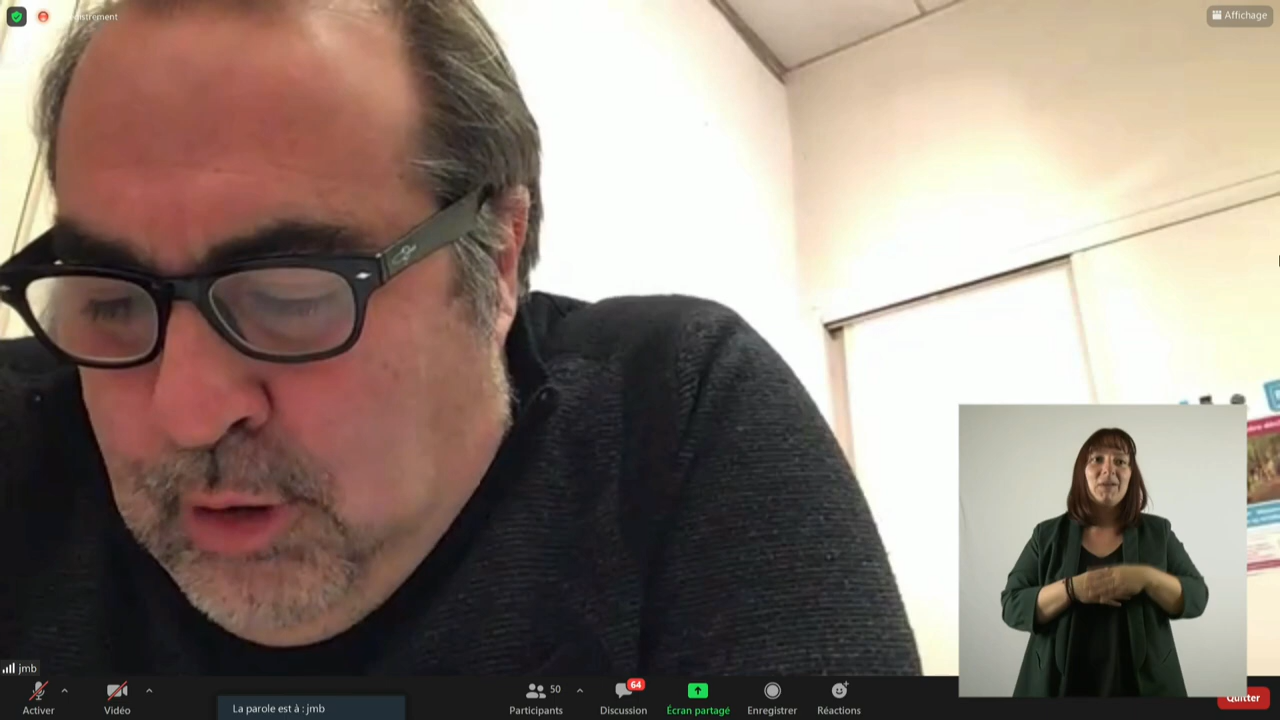 Affichage
jmb
Activer
Vidéo
La parole est à : jmb
50
Participants
64
Discussion
Écran partagé
Enregistrer
Réactions
Quitter